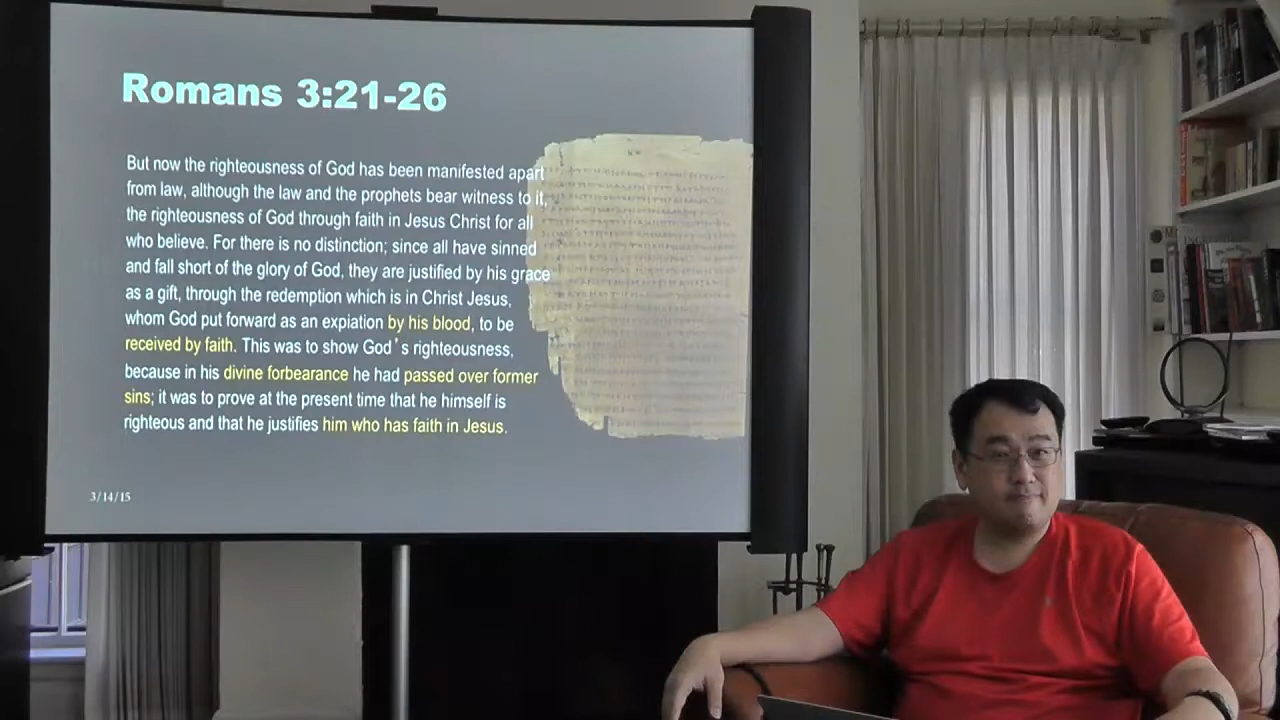 Romans 3:21-26
But now the righteousness of God has been manifested apart
from law, although the law and the prophets bear witness to it,
the righteousness of God through faith in Jesus Christ for all
who believe. For there is no distinction; since all have sinned
and fall short of the glory of God, they are justified by his grace
as a gift, through the redemption which is in Christ Jesus,
whom God put forward as an expiation by his blood, to be
received by faith. This was to show God’s righteousness,
because in his divine forbearance he had passed over former
sins; it was to prove at the present time that he himself is
righteous and that he justifies him who has faith in Jesus.
3/14/15